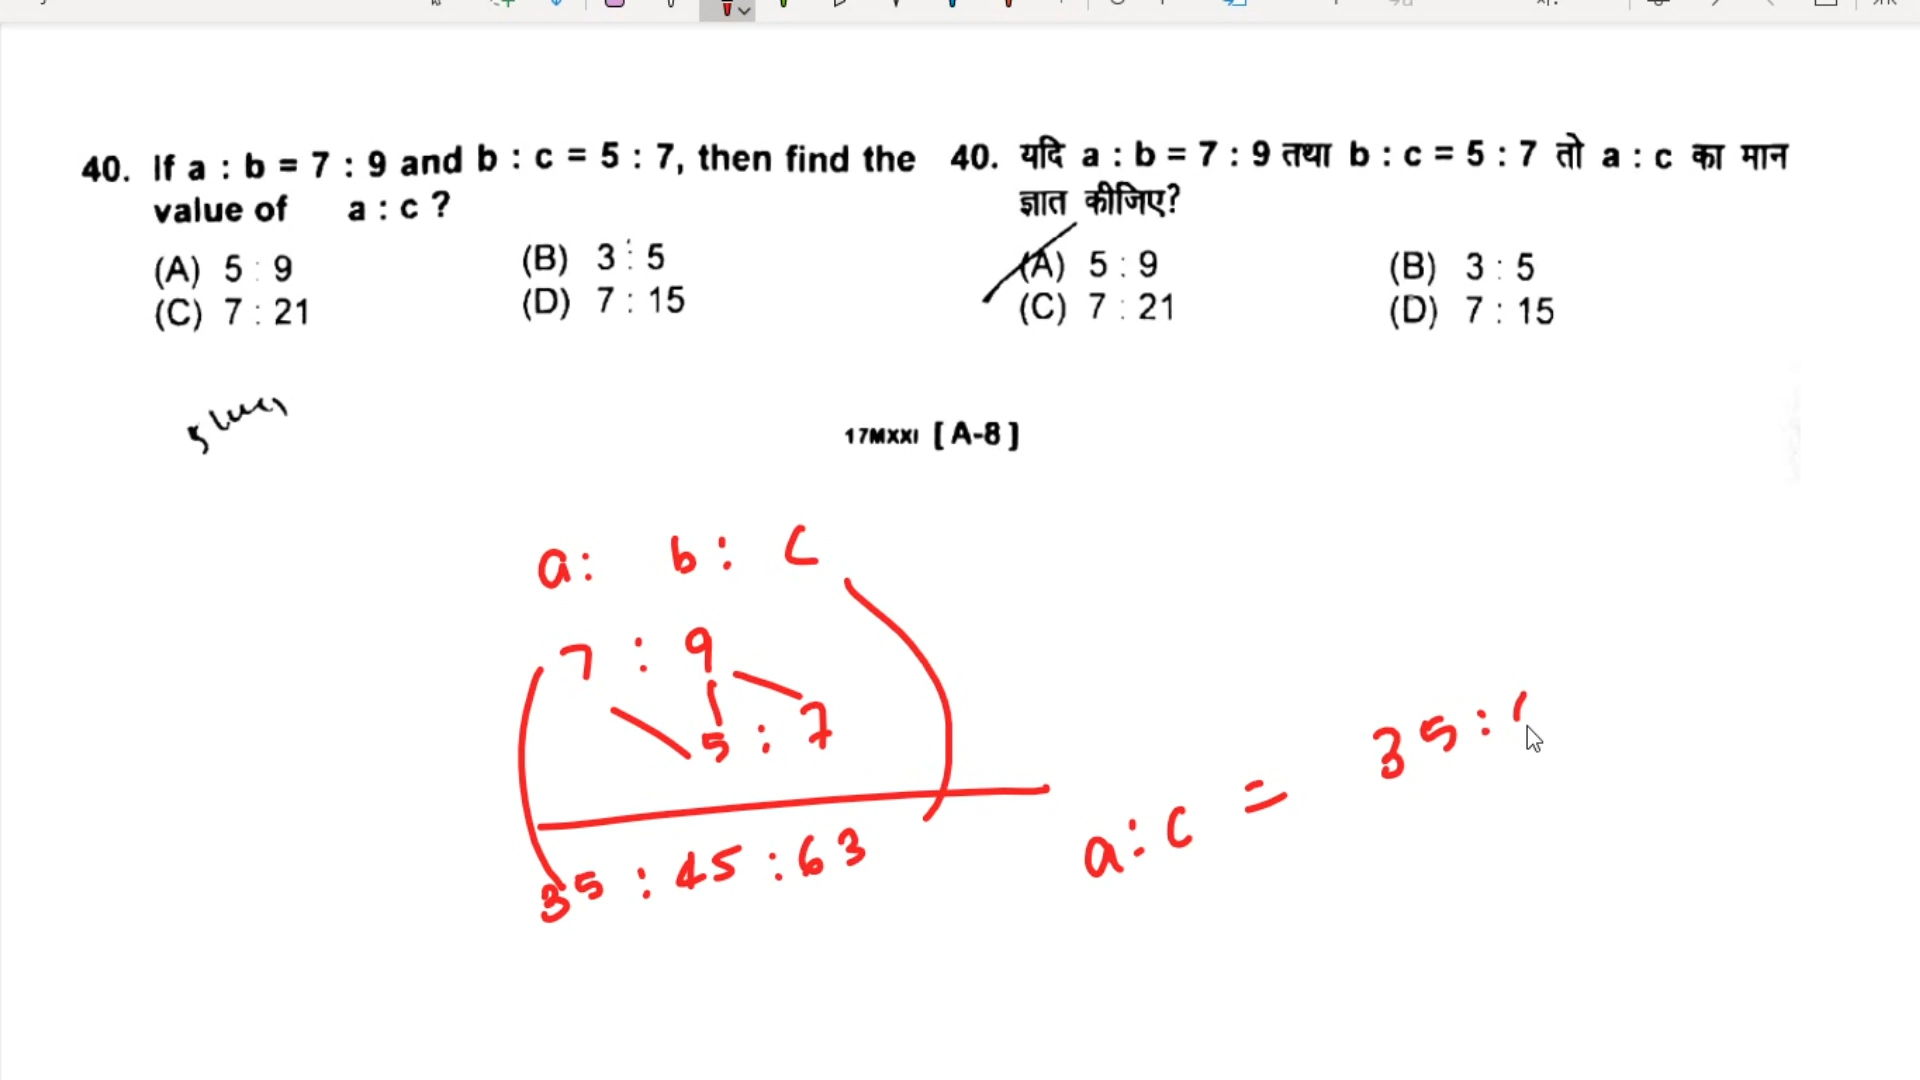 40. If a : b = 7 : 9 and b : c = 5 : 7, then find the
value of a : c ?
(A) 5 : 9 (B) 3 : 5
(C) 7 : 21 (D) 7 : 15
40. यदि a : b = 7 : 9 तथा b : c = 5 : 7 तो a : c का मान
ज्ञात कीजिए?
(A) 5 : 9 (B) 3 : 5
(C) 7 : 21 (D) 7 : 15
17MXXI [ A-8 ]
a : b : c
7 : 9
5 : 7
35 : 45 : 63
a : c = 35 :